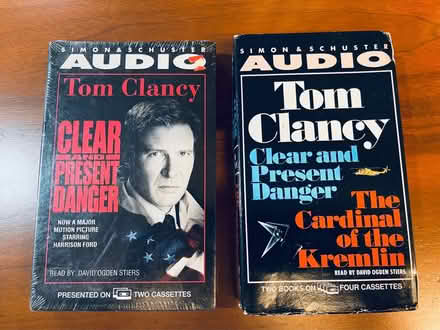 SIMON & SCHUSTER
AUDIO
Tom Clancy
CLEAR
AND
PRESENT
DANGER
NOW A MAJOR
MOTION PICTURE
STARRING
HARRISON FORD
READ BY DAVID OGDEN STIERS
PRESENTED ON TWO CASSETTES
SIMON & SCHUSTER
AUDIO
Tom
Clancy
Clear and
Present
Danger
The
Cardinal
of the
Kremlin
READ BY DAVID OGDEN STIERS
TWO BOOKS ON FOUR CASSETTES